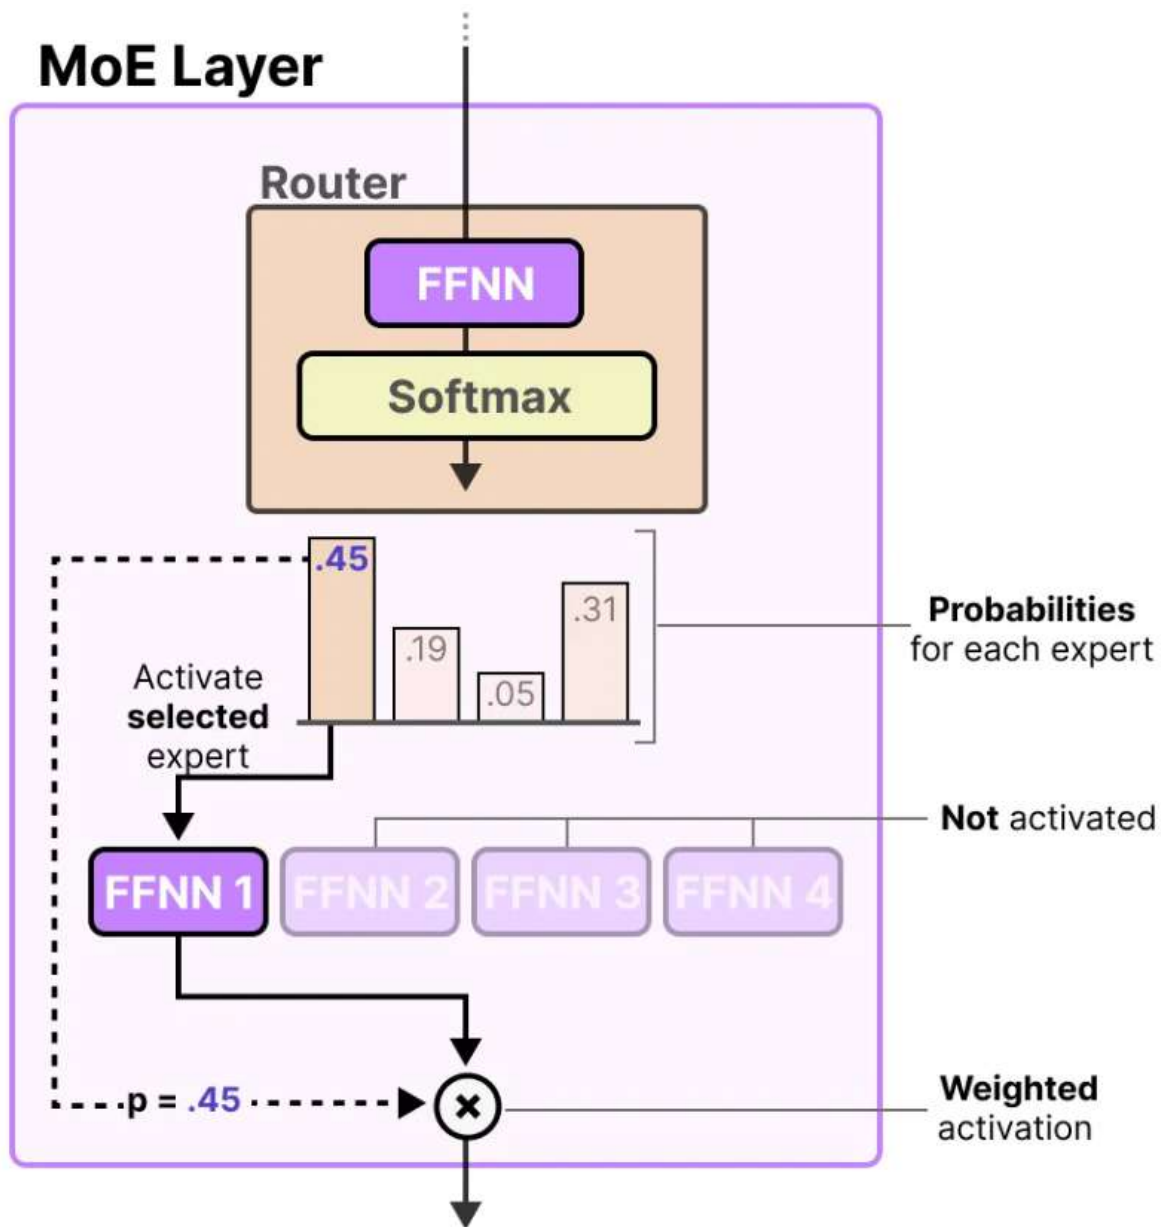 MoE Layer
Router
FFNN
Softmax
.45
.19
.05
.31
Probabilities
for each expert
Activate
selected
expert
Not activated
FFNN 1
FFNN 2
FFNN 3
FFNN 4
p = .45
Weighted
activation